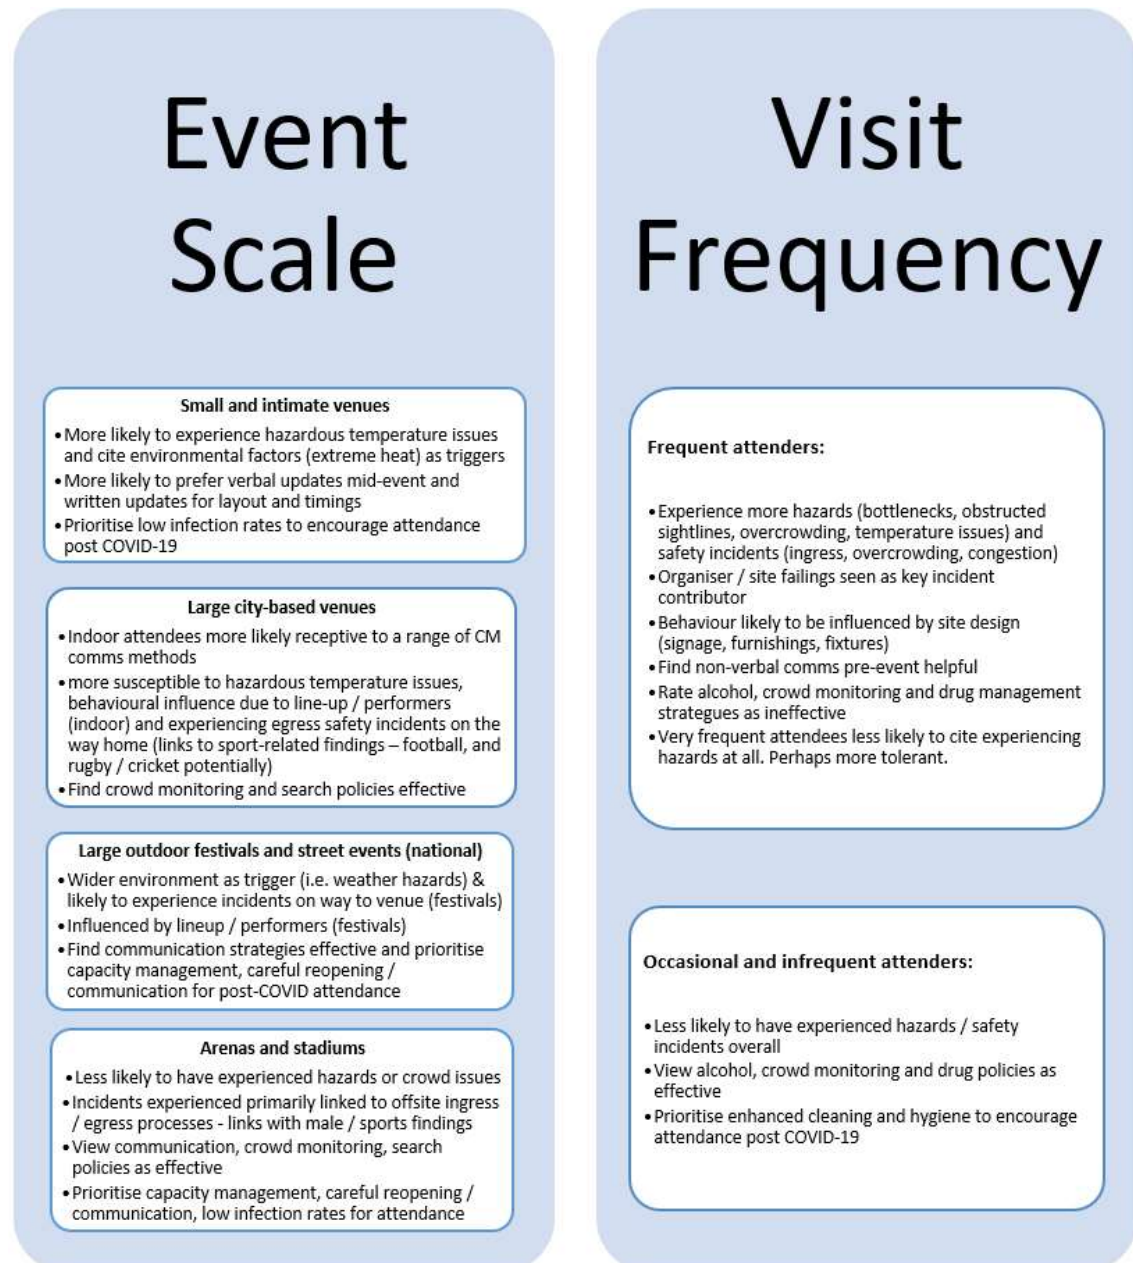 Event
Scale
Small and intimate venues
•More likely to experience hazardous temperature issues
and cite environmental factors (extreme heat) as triggers
•More likely to prefer verbal updates mid-event and
written updates for layout and timings
•Prioritise low infection rates to encourage attendance
post COVID-19
Large city-based venues
•Indoor attendees more likely receptive to a range of CM
comms methods
•more susceptible to hazardous temperature issues,
behavioural influence due to line-up / performers
(indoor) and experiencing egress safety incidents on the
way home (links to sport-related findings – football, and
rugby / cricket potentially)
•Find crowd monitoring and search policies effective
Large outdoor festivals and street events (national)
•Wider environment as trigger (i.e. weather hazards) &
likely to experience incidents on way to venue (festivals)
•Influenced by lineup / performers (festivals)
•Find communication strategies effective and prioritise
capacity management, careful reopening /
communication for post-COVID attendance
Arenas and stadiums
•Less likely to have experienced hazards or crowd issues
•Incidents experienced primarily linked to offsite ingress
/ egress processes - links with male / sports findings
•View communication, crowd monitoring, search
policies as effective
•Prioritise capacity management, careful reopening /
communication, low infection rates for attendance
Visit
Frequency
Frequent attenders:
•Experience more hazards (bottlenecks, obstructed
sightlines, overcrowding, temperature issues) and
safety incidents (ingress, overcrowding, congestion)
•Organiser / site failings seen as key incident
contributor
•Behaviour likely to be influenced by site design
(signage, furnishings, fixtures)
•Find non-verbal comms pre-event helpful
•Rate alcohol, crowd monitoring and drug management
strategues as ineffective
•Very frequent attendees less likely to cite experiencing
hazards at all. Perhaps more tolerant.
Occasional and infrequent attenders:
•Less likely to have experienced hazards / safety
incidents overall
•View alcohol, crowd monitoring and drug policies as
effective
•Prioritise enhanced cleaning and hygiene to encourage
attendance post COVID-19